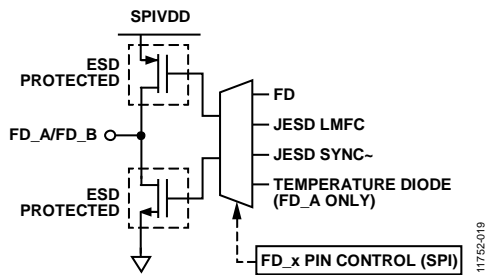 SPIVDD
ESD
PROTECTED
FD
JESD LMFC
FD_A/FD_B
JESD SYNC~
TEMPERATURE DIODE
(FD_A ONLY)
ESD
PROTECTED
FD_x PIN CONTROL (SPI)
11752-019